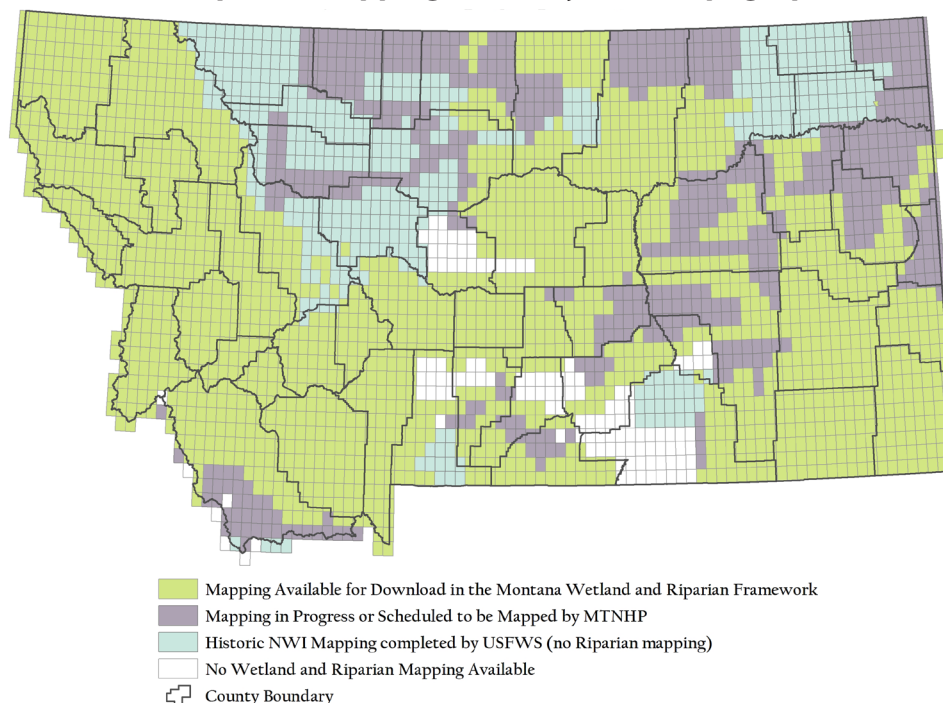 Mapping Available for Download in the Montana Wetland and Riparian Framework
Mapping in Progress or Scheduled to be Mapped by MTNHP
Historic NWI Mapping completed by USFWS (no Riparian mapping)
No Wetland and Riparian Mapping Available
County Boundary